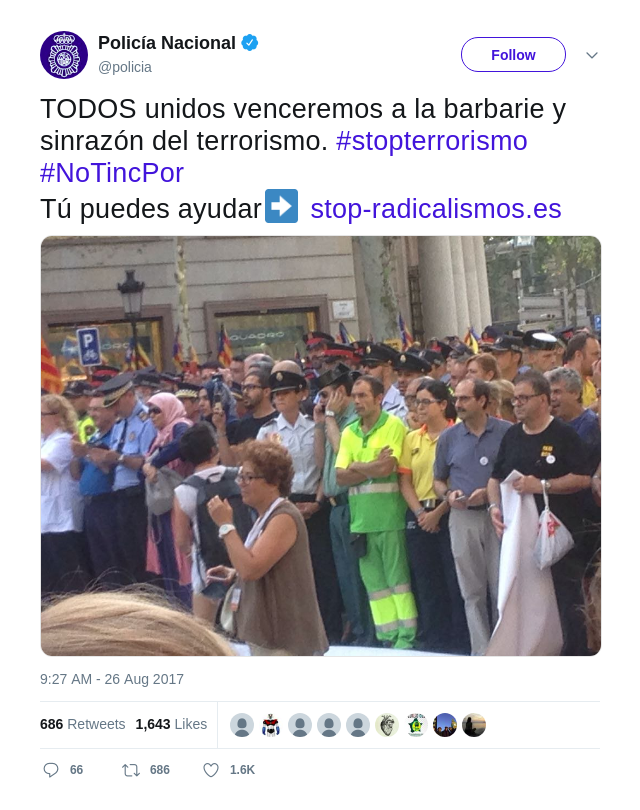 Policía Nacional
@policia
Follow
TODOS unidos venceremos a la barbarie y
sinrazón del terrorismo. #stopterrorismo
#NoTincPor
Tú puedes ayudar➡ stop-radicalismos.es
P
9:27 AM - 26 Aug 2017
686 Retweets 1,643 Likes
66 686 1.6K